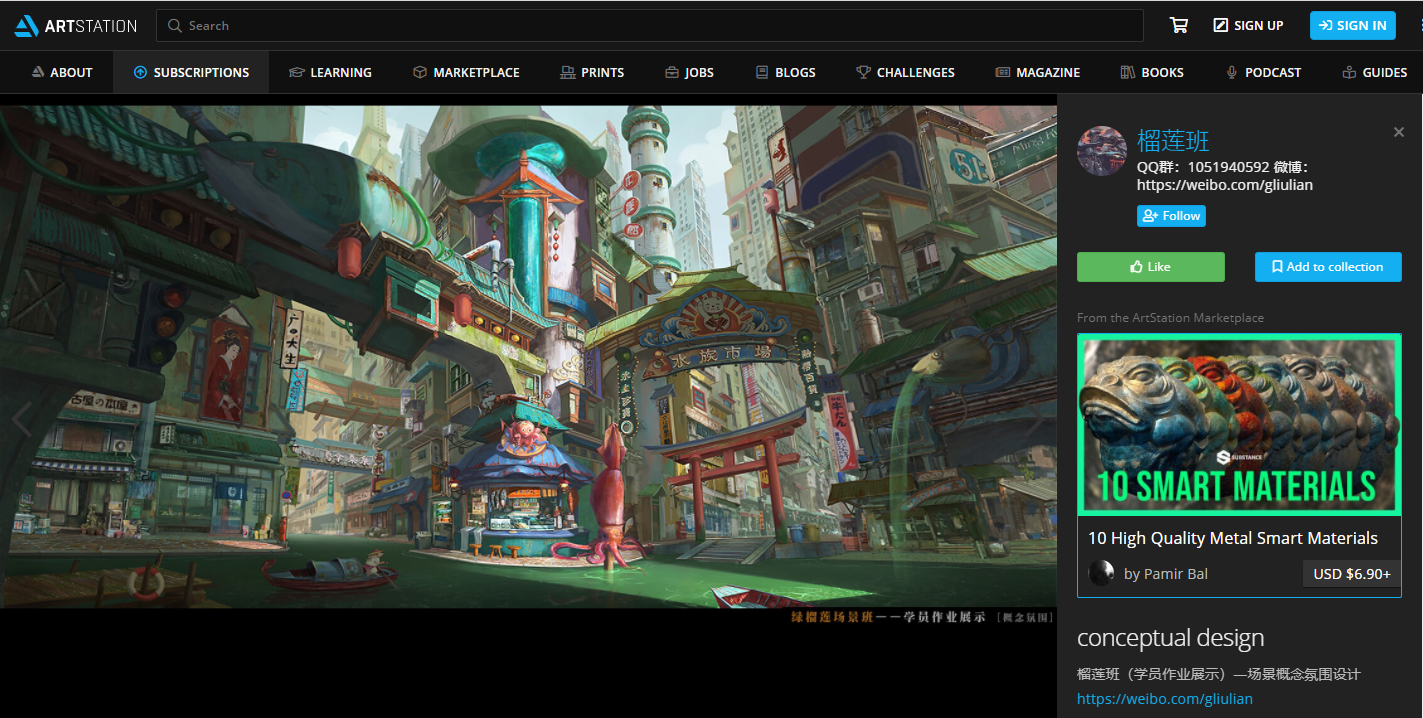 ARTSTATION
Search
SIGN UP
SIGN IN
ABOUT
SUBSCRIPTIONS
LEARNING
MARKETPLACE
PRINTS
JOBS
BLOGS
CHALLENGES
MAGAZINE
BOOKS
PODCAST
GUIDES
水族市場
古屋の本屋
牛たん
榴莲班
QQ群：1051940592 微博：
https://weibo.com/gliulian
Follow
Like
Add to collection
From the ArtStation Marketplace
SUBSTANCE
10 SMART MATERIALS
10 High Quality Metal Smart Materials
by Pamir Bal
USD $6.90+
绿榴莲场景班——学员作业展示 [概念氛围]
conceptual design
榴莲班（学员作业展示）—场景概念氛围设计
https://weibo.com/gliulian